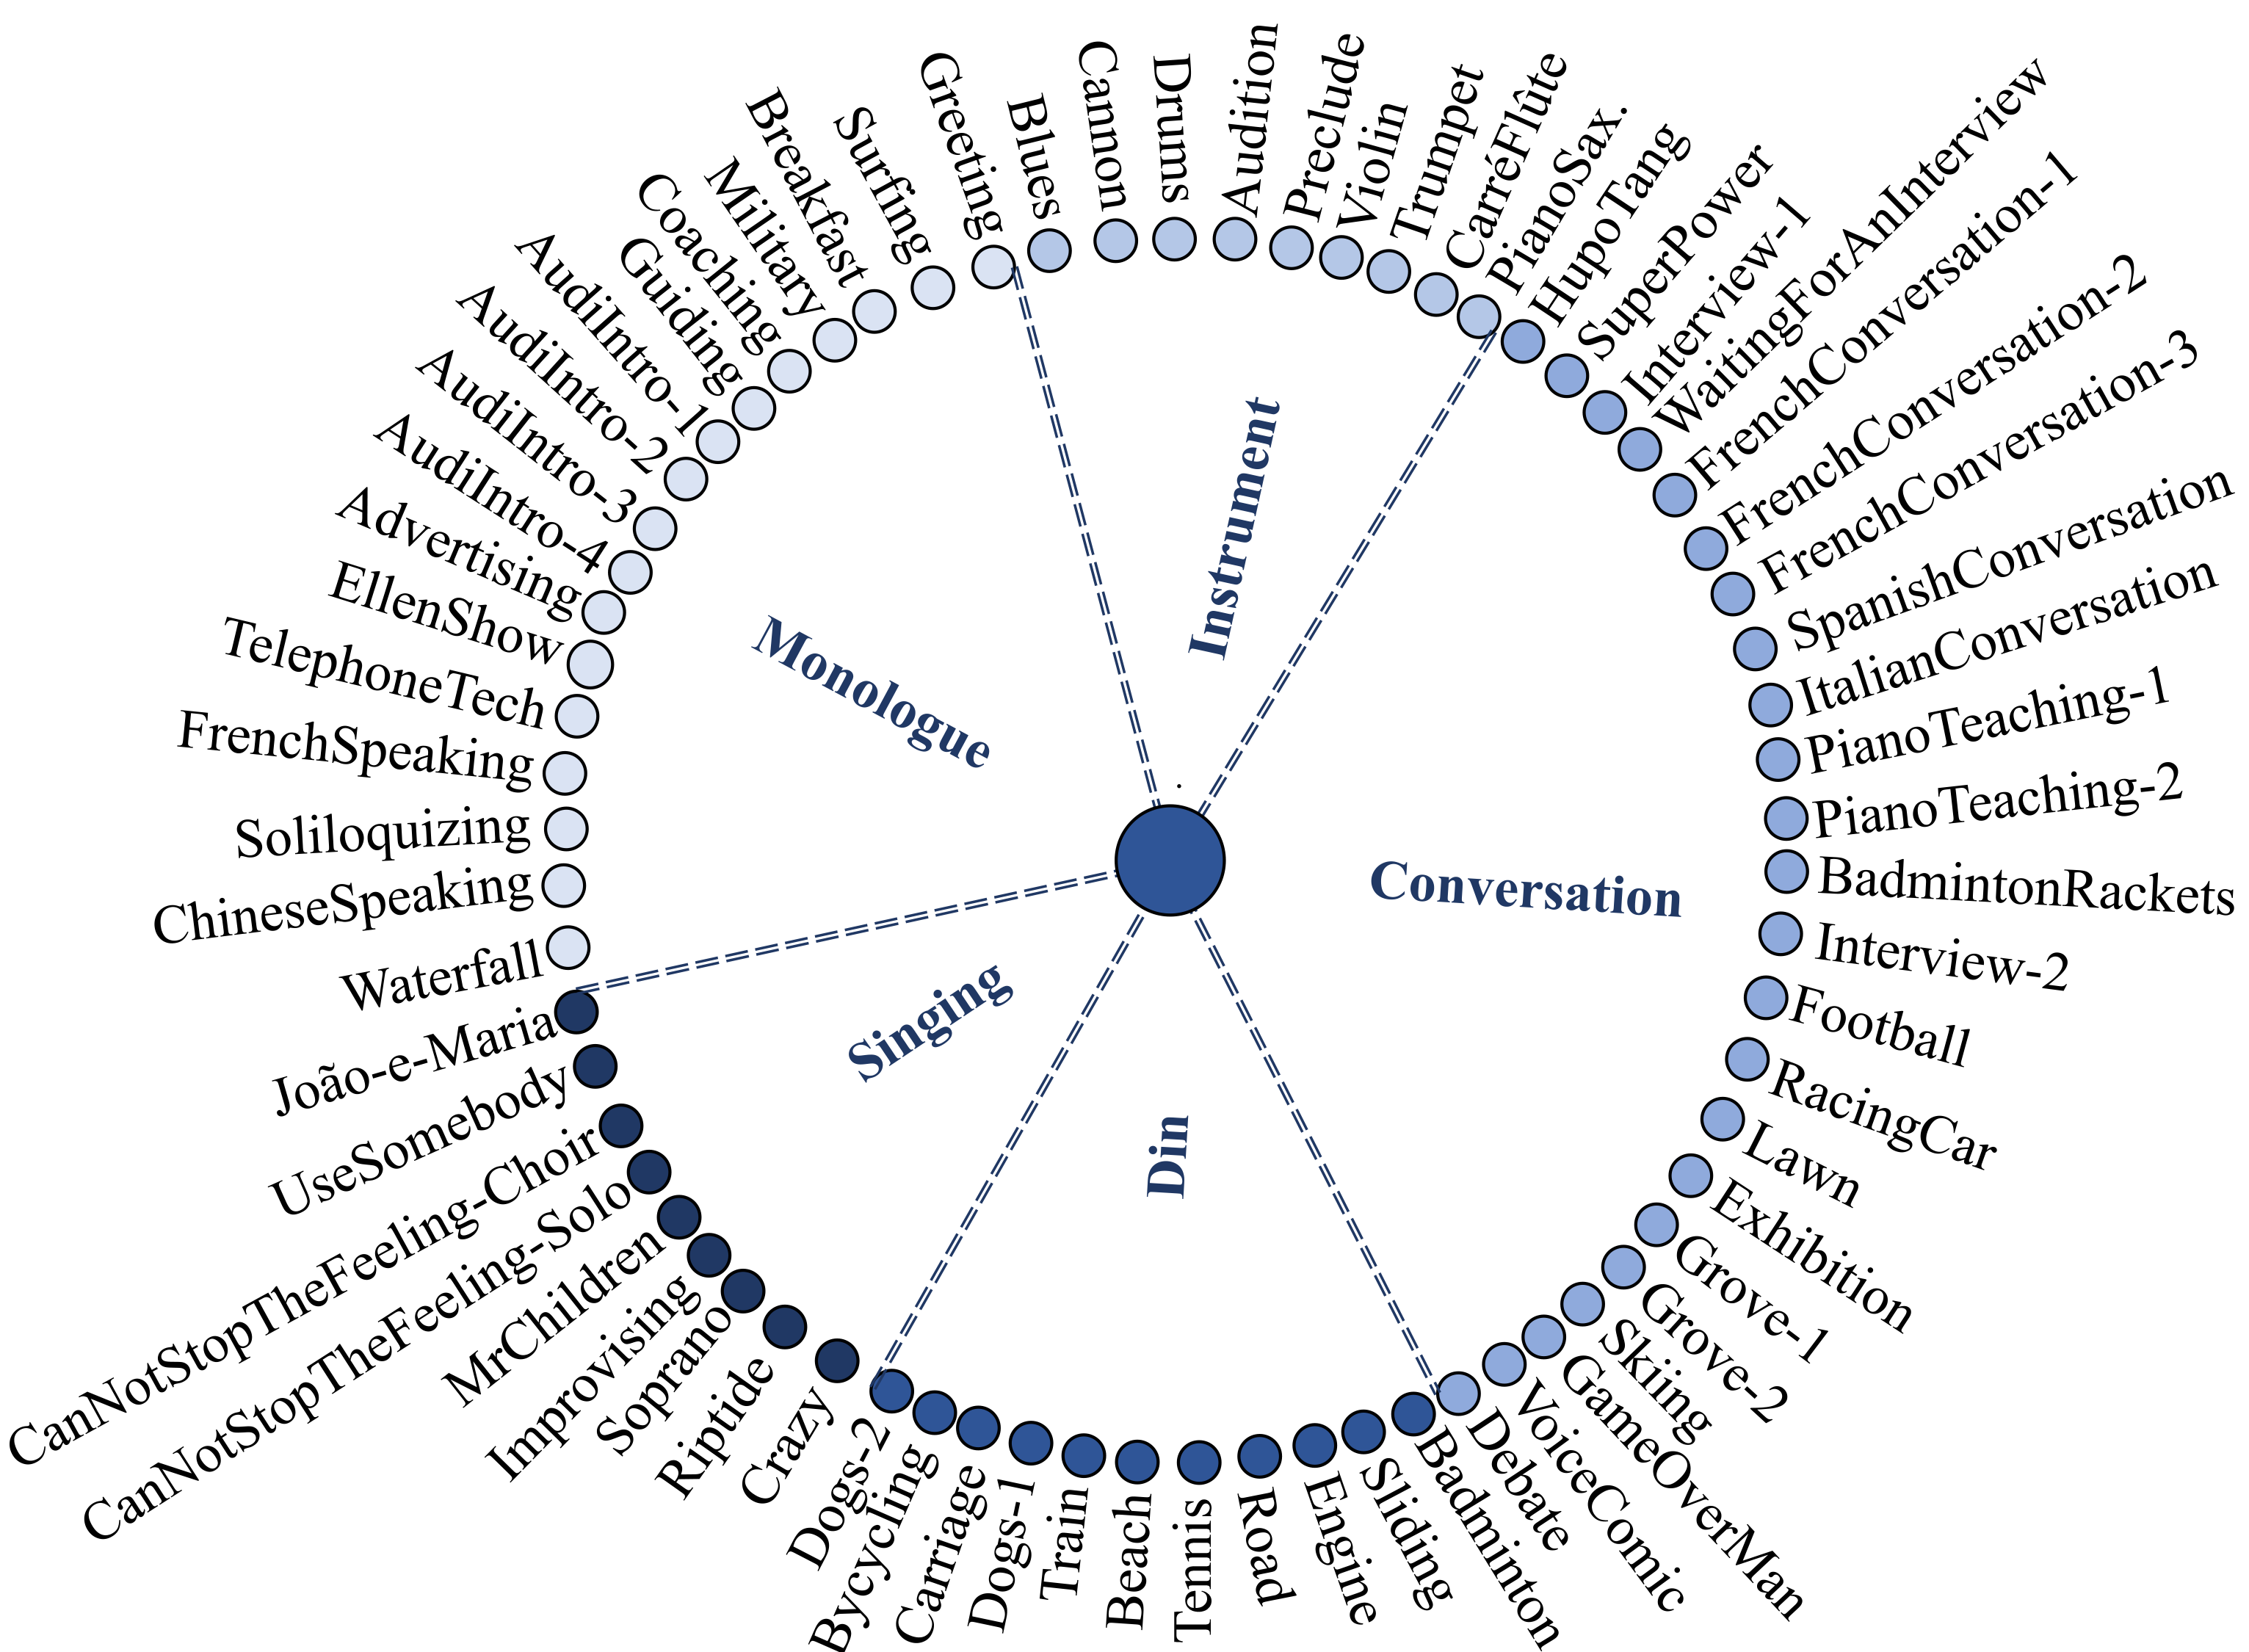 Greeting
Blues
Cannon
Drums
Audition
Preclude
Violin
Trumpet
CarréFlûte
PianoSax.
HupoTang
SuperPower
Interview-1
WaitingForAnInterview
FrenchConversation-1
FrenchConversation-2
FrenchConversation-3
SpanishConversation
ItalianConversation
PianoTeaching-1
PianoTeaching-2
BadmintonRackets
Interview-2
Football
RacingCar
Lawn
Exhibition
Grove-1
Grove-2
Skiing
GameOverMan
VoiceComic
Debate
Badminton
Sliding
Engine
Road
Tennis
Beach
Train
Dogs-1
Carriage
Bycycling
Dogs-2
Crazy
Riptide
Soprano
Improvising
MrChildren
CanNotStopTheFeeling-Solo
CanNotStopTheFeeling-Choir
UseSomebody
João-e-Maria
Waterfall
ChineseSpeaking
Soliloquizing
FrenchSpeaking
TelephoneTech
EllenShow
Advertising
AudiIntro-4
AudiIntro-3
AudiIntro-2
AudiIntro-1
Guiding
Coaching
Military
Breakfast
Surfing
Monologue
Instrument
Conversation
Din
Singing